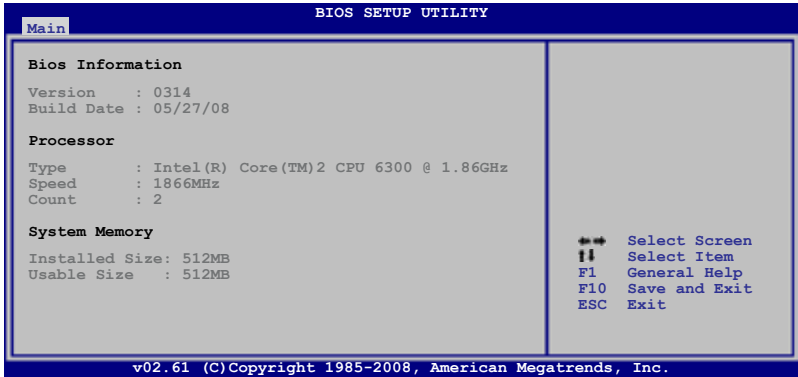 BIOS SETUP UTILITY
Main
Bios Information
Version : 0314
Build Date : 05/27/08
Processor
Type : Intel(R) Core(TM)2 CPU 6300 @ 1.86GHz
Speed : 1866MHz
Count : 2
System Memory
Installed Size: 512MB
Usable Size : 512MB
←→ Select Screen
↑↓ Select Item
F1 General Help
F10 Save and Exit
ESC Exit
v02.61 (C)Copyright 1985-2008, American Megatrends, Inc.